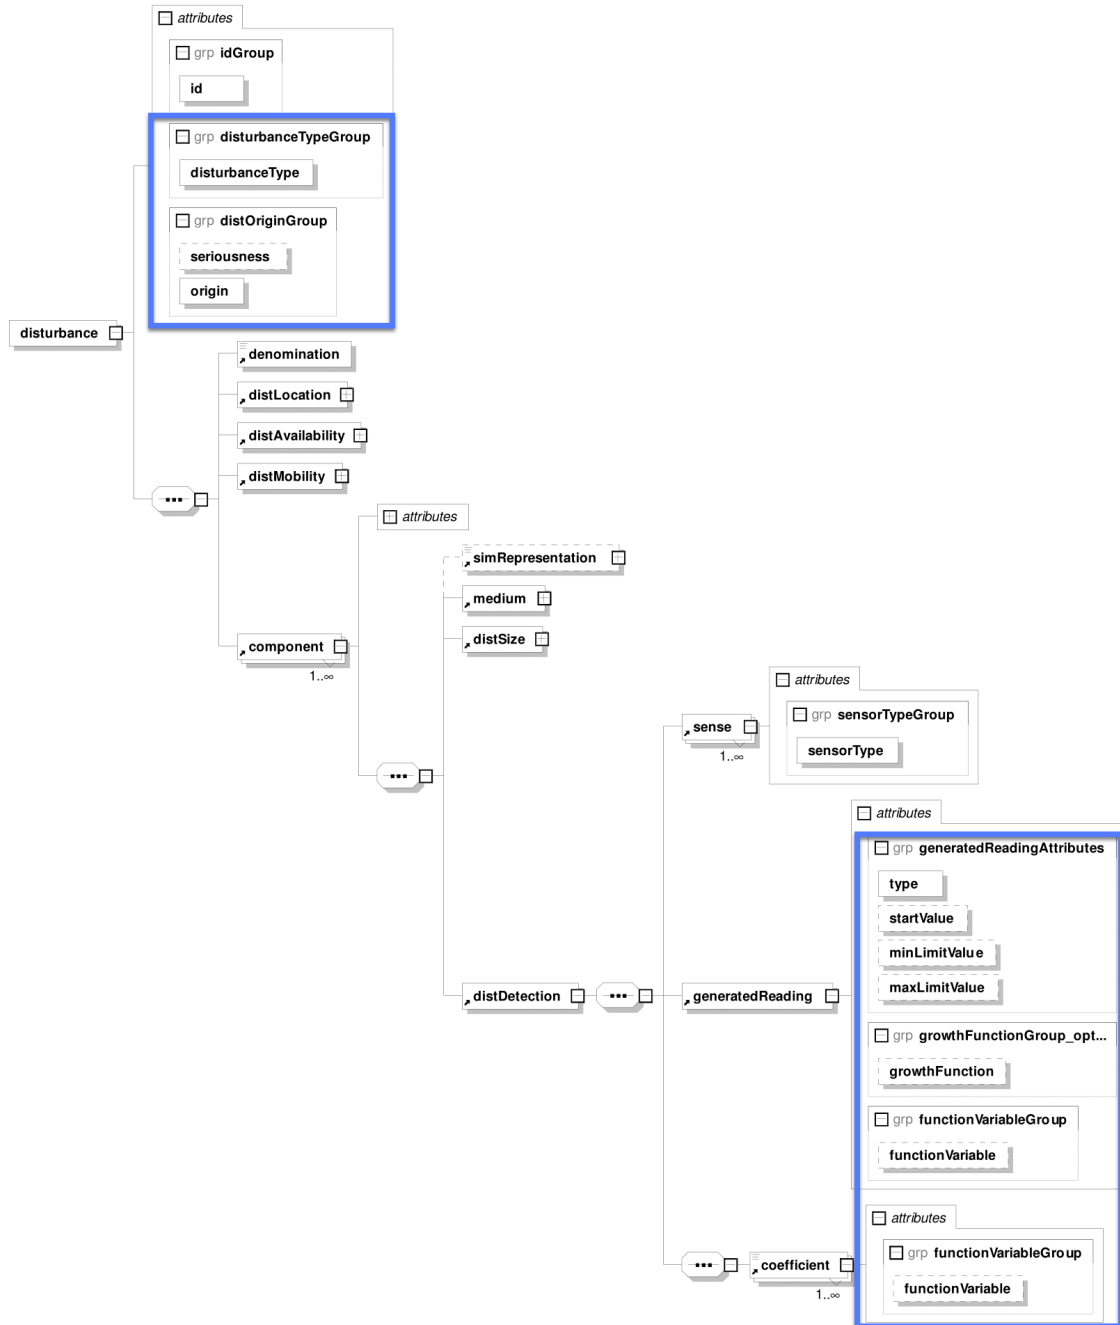 attributes
grp idGroup
id
grp disturbanceTypeGroup
disturbanceType
grp distOriginGroup
seriousness
origin
disturbance
denomination
distLocation
distAvailability
distMobility
attributes
simRepresentation
medium
distSize
component
1..∞
attributes
grp sensorTypeGroup
sense
sensorType
1..∞
attributes
grp generatedReadingAttributes
type
startValue
minLimitValue
maxLimitValue
distDetection
generatedReading
grp growthFunctionGroup_opt...
growthFunction
grp functionVariableGroup
functionVariable
attributes
grp functionVariableGroup
coefficient
functionVariable
1..∞